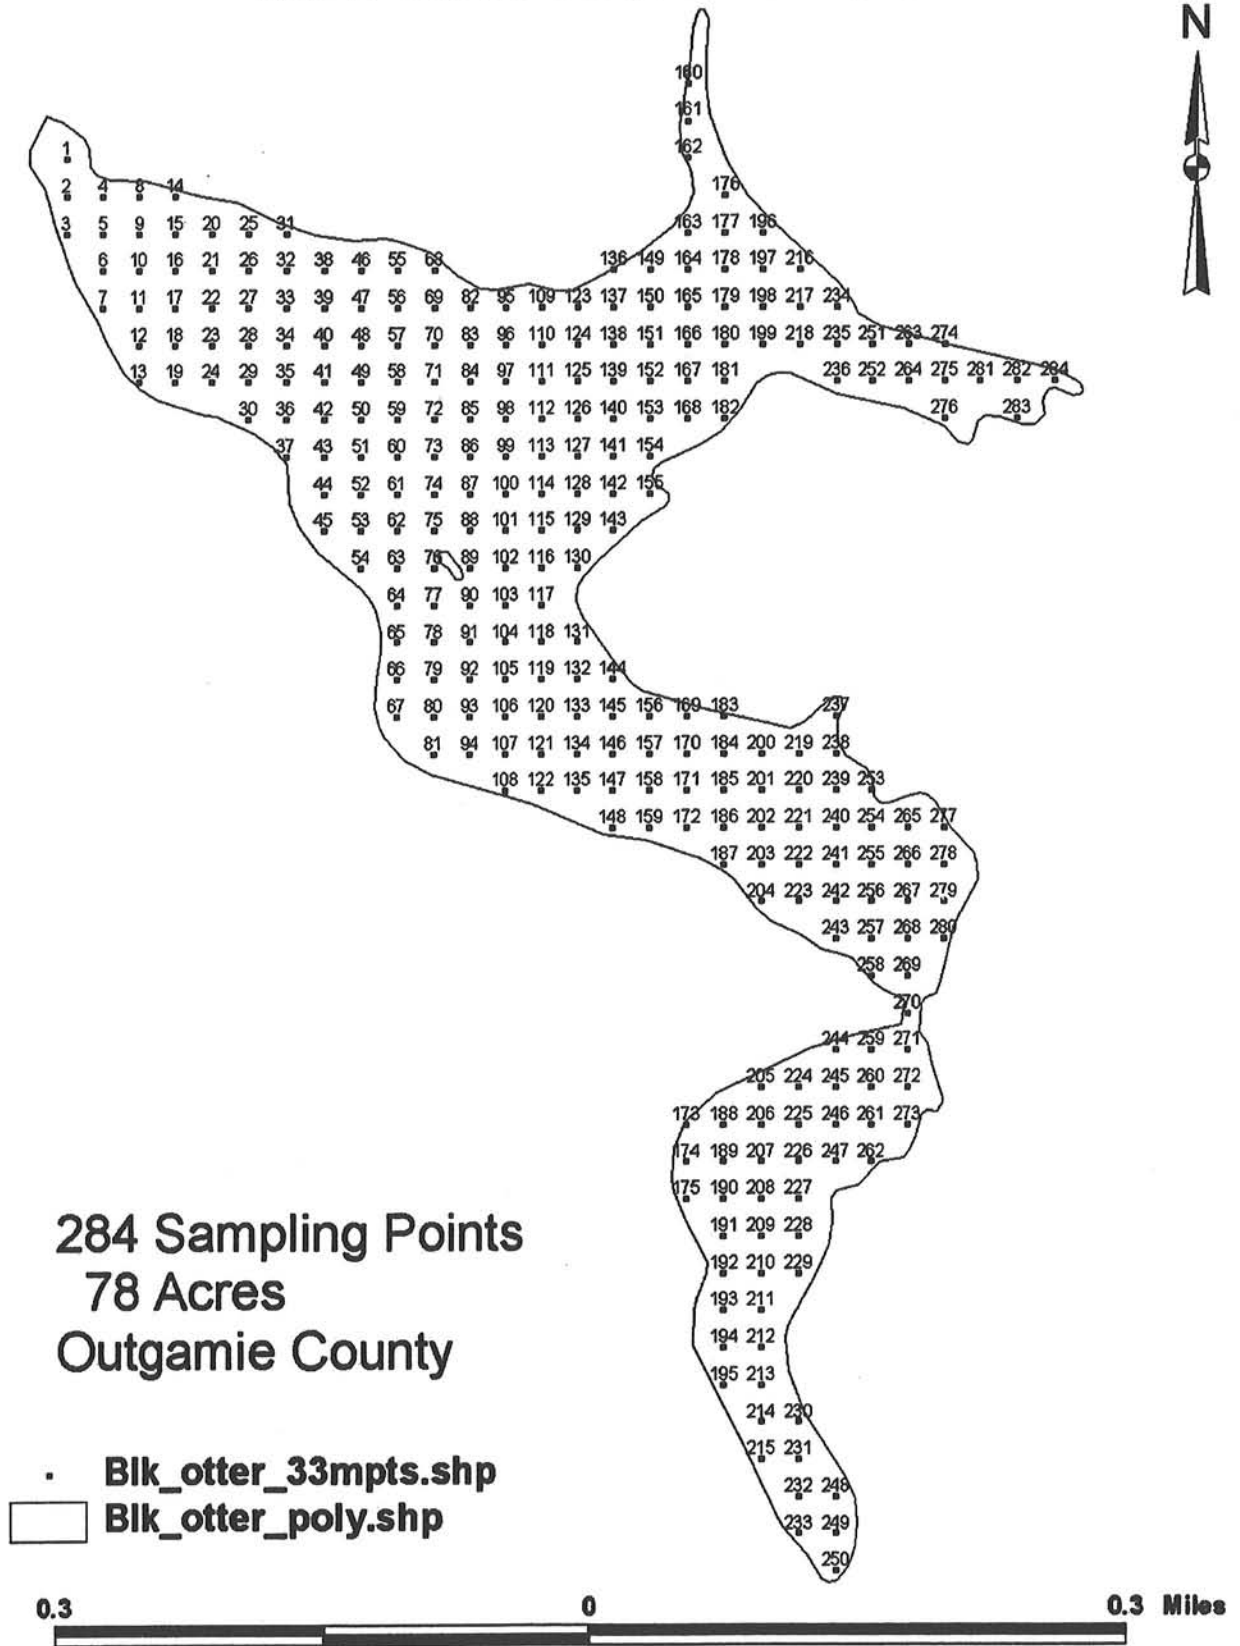 N
160
161
1 162
2 4 8 14 176
3 5 9 15 20 25 31 163 177 196
6 10 16 21 26 32 38 46 55 68 136 149 164 178 197 216
7 11 17 22 27 33 39 47 56 69 82 95 109 123 137 150 165 179 198 217 234
12 18 23 28 34 40 48 57 70 83 96 110 124 138 151 166 180 199 218 235 251 263 274
13 19 24 29 35 41 49 58 71 84 97 111 125 139 152 167 181 236 252 264 275 281 282 284
30 36 42 50 59 72 85 98 112 126 140 153 168 182 276 283
37 43 51 60 73 86 99 113 127 141 154
44 52 61 74 87 100 114 128 142 155
45 53 62 75 88 101 115 129 143
54 63 76 89 102 116 130
64 77 90 103 117
65 78 91 104 118 131
66 79 92 105 119 132 144
67 80 93 106 120 133 145 156 169 183 237
81 94 107 121 134 146 157 170 184 200 219 238
108 122 135 147 158 171 185 201 220 239 253
148 159 172 186 202 221 240 254 265 277
187 203 222 241 255 266 278
204 223 242 256 267 279
243 257 268 280
258 269
270
244 259 271
205 224 245 260 272
173 188 206 225 246 261 273
174 189 207 226 247 262
175 190 208 227
191 209 228
192 210 229
193 211
194 212
195 213
214 230
215 231
232 248
233 249
250
284 Sampling Points
78 Acres
Outgamie County
Blk_otter_33mpts.shp
Blk_otter_poly.shp
0.3 0 0.3 Miles